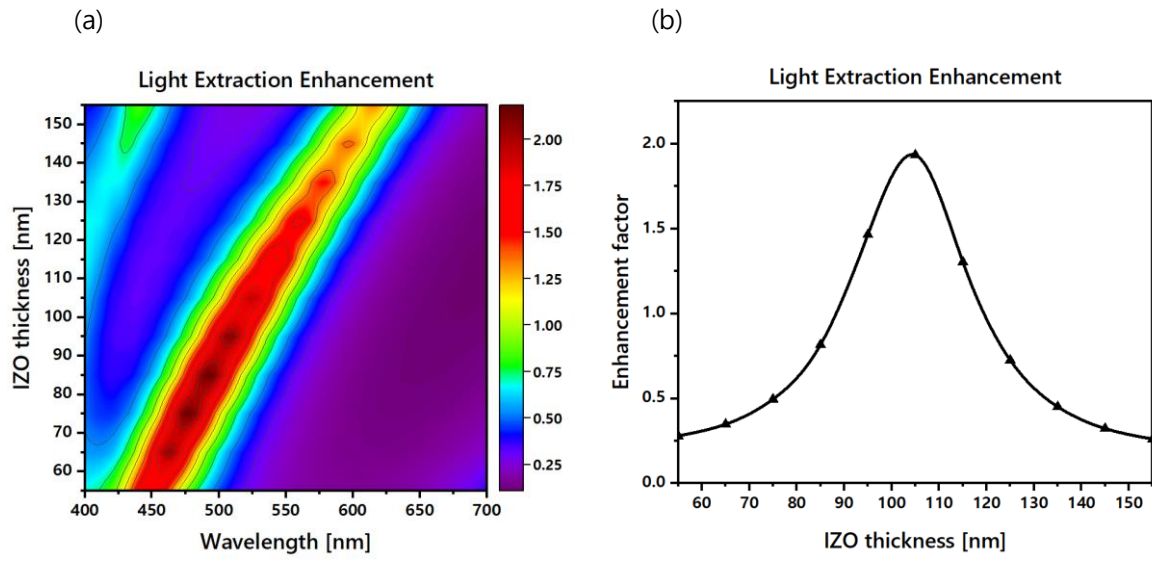 (a)
(b)
Light Extraction Enhancement
150
140
130
120
110
100
90
80
70
60
IZO thickness [nm]
400 450 500 550 600 650 700
Wavelength [nm]
2.00
1.75
1.50
1.25
1.00
0.75
0.50
0.25
Light Extraction Enhancement
2.0
1.5
1.0
0.5
0.0
Enhancement factor
60 70 80 90 100 110 120 130 140 150
IZO thickness [nm]